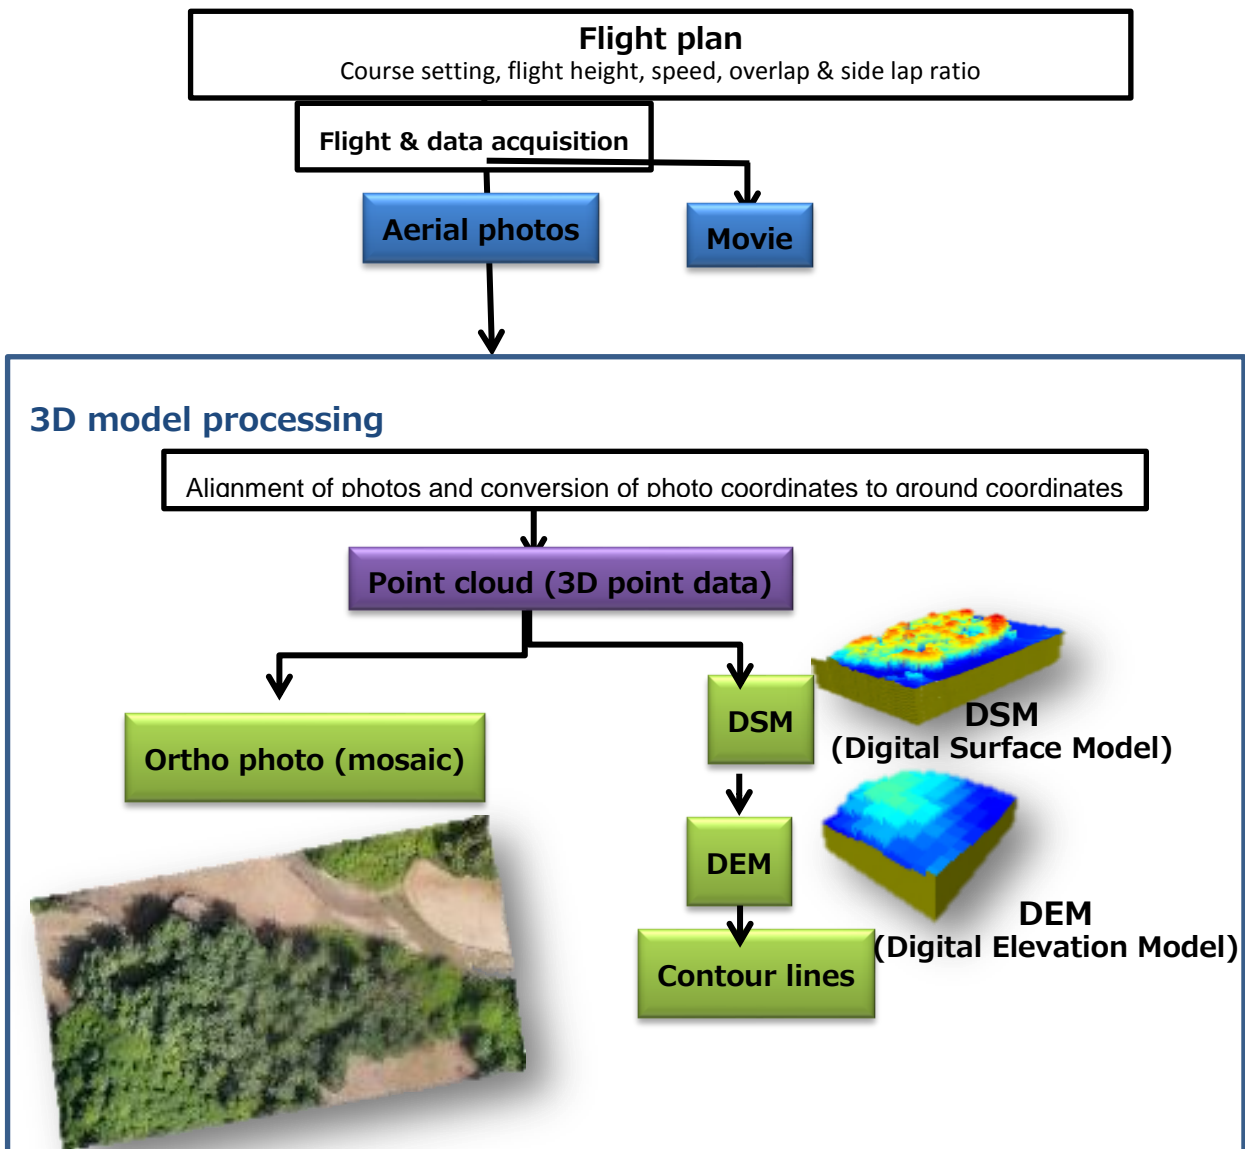 Flight plan
Course setting, flight height, speed, overlap & side lap ratio
Flight & data acquisition
Aerial photos
Movie
3D model processing
Alignment of photos and conversion of photo coordinates to ground coordinates
Point cloud (3D point data)
DSM
DSM
(Digital Surface Model)
Ortho photo (mosaic)
DEM
DEM
(Digital Elevation Model)
Contour lines